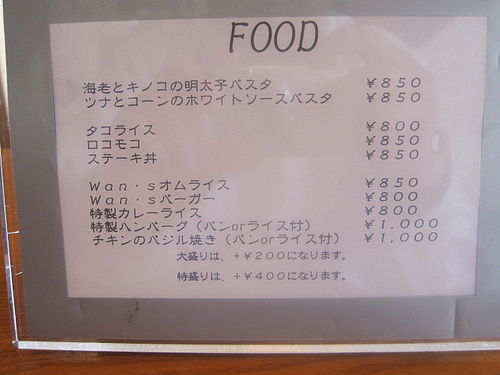 FOOD
海老とキノコの明太子パスタ ￥８５０
ツナとコーンのホワイトソースパスタ ￥８５０
タコライス ￥８００
ロコモコ ￥８５０
ステーキ丼 ￥８５０
Ｗａｎ・ｓオムライス ￥８５０
Ｗａｎ・ｓバーガー ￥８００
特製カレーライス ￥８００
特製ハンバーグ（パンorライス付） ￥１，０００
チキンのバジル焼き（パンorライス付） ￥１，０００
大盛りは、＋￥２００になります。
特盛りは、＋￥４００になります。